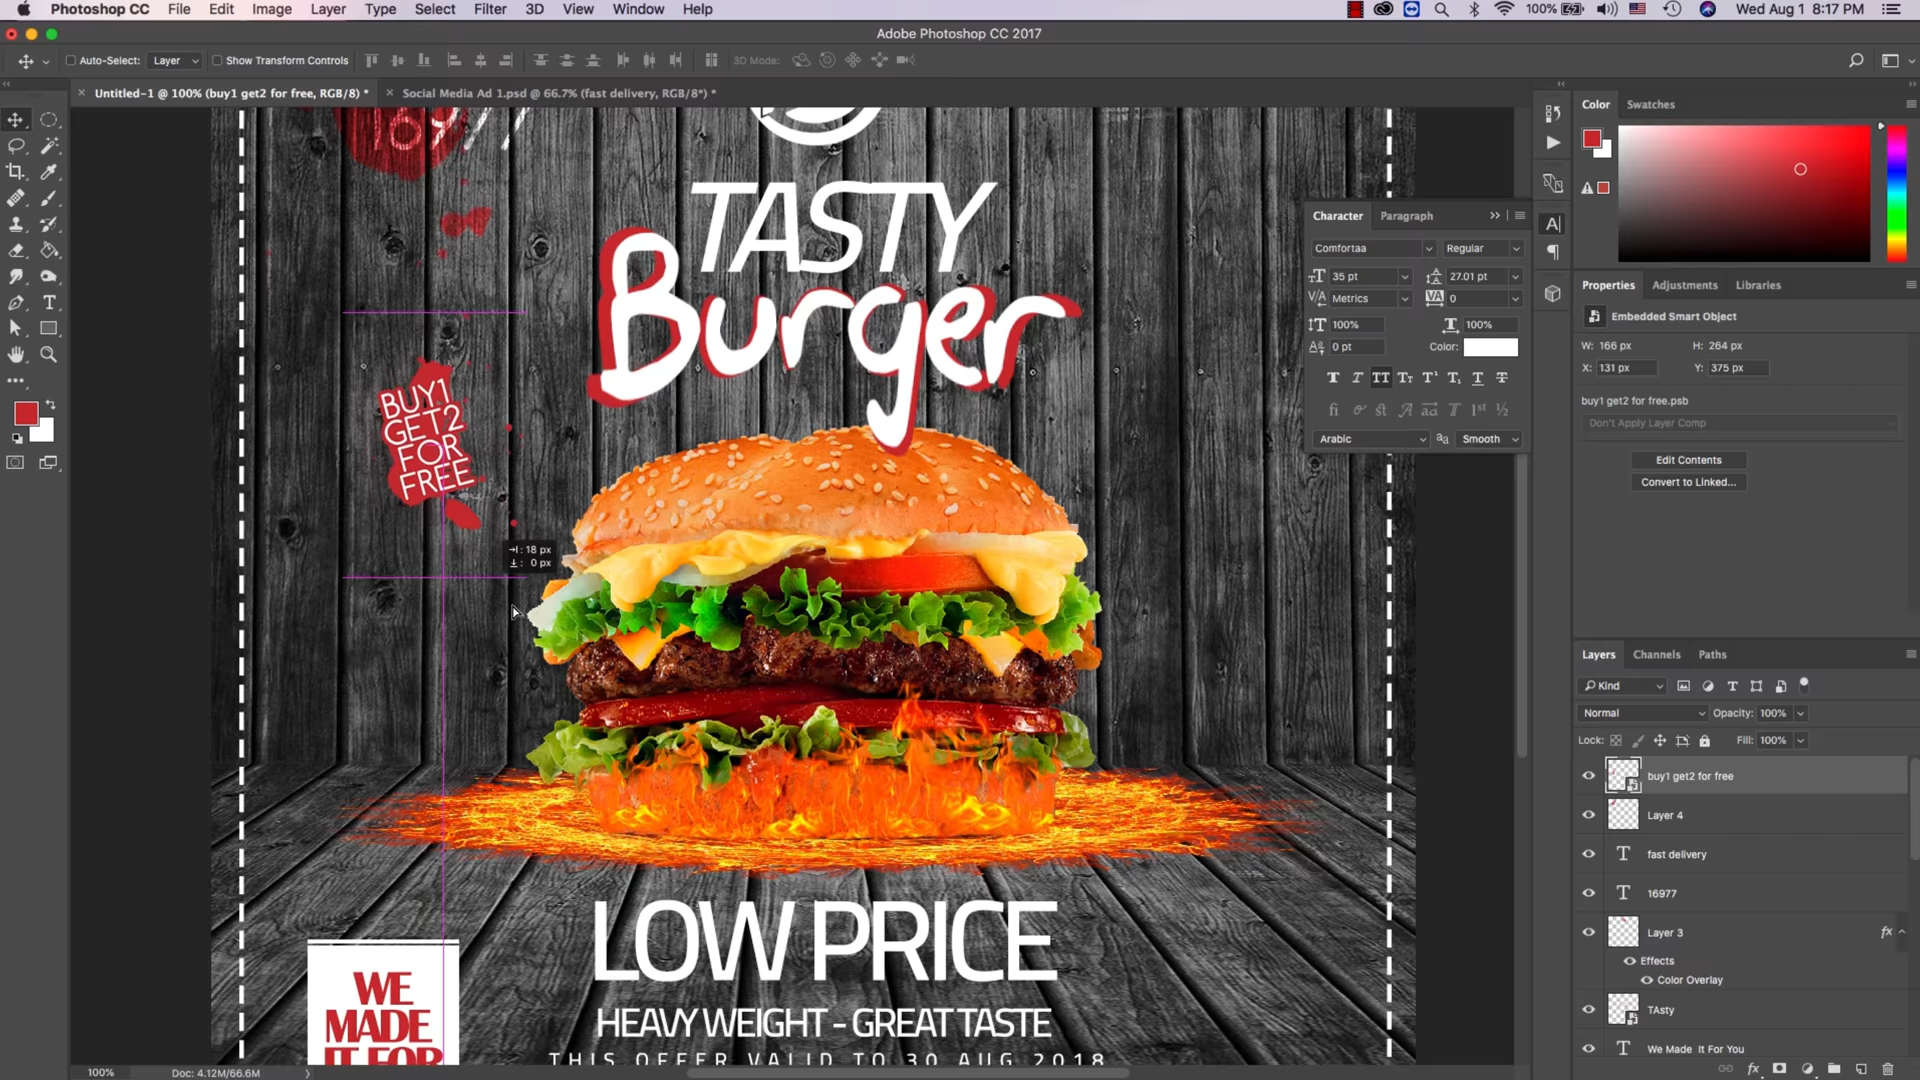 Photoshop CC File Edit Image Layer Type Select Filter 3D View Window Help 100% Wed Aug 1 8:17 PM
Adobe Photoshop CC 2017
Auto-Select: Layer Show Transform Controls 3D Mode:
Untitled-1 @ 100% (buy1 get2 for free, RGB/8) * Social Media Ad 1.psd @ 66.7% (fast delivery, RGB/8*) *
16977
TASTY
Burger
BUY1
GET2
FOR
FREE
18 px
0 px
LOW PRICE
HEAVY WEIGHT - GREAT TASTE
THIS OFFER VALID TO 30 AUG 2018
WE
MADE
IT FOR
Character Paragraph
Comfortaa Regular
35 pt 27.01 pt
Metrics 0
100% 100%
0 pt Color:
Arabic Smooth
Color Swatches
Properties Adjustments Libraries
Embedded Smart Object
W: 166 px H: 264 px
X: 131 px Y: 375 px
buy1 get2 for free.psb
Don't Apply Layer Comp
Edit Contents
Convert to Linked...
Layers Channels Paths
Kind
Normal Opacity: 100%
Lock: Fill: 100%
buy1 get2 for free
Layer 4
fast delivery
16977
Layer 3 fx
Effects
Color Overlay
TAsty
We Made It For You
100% Doc: 4.12M/66.6M